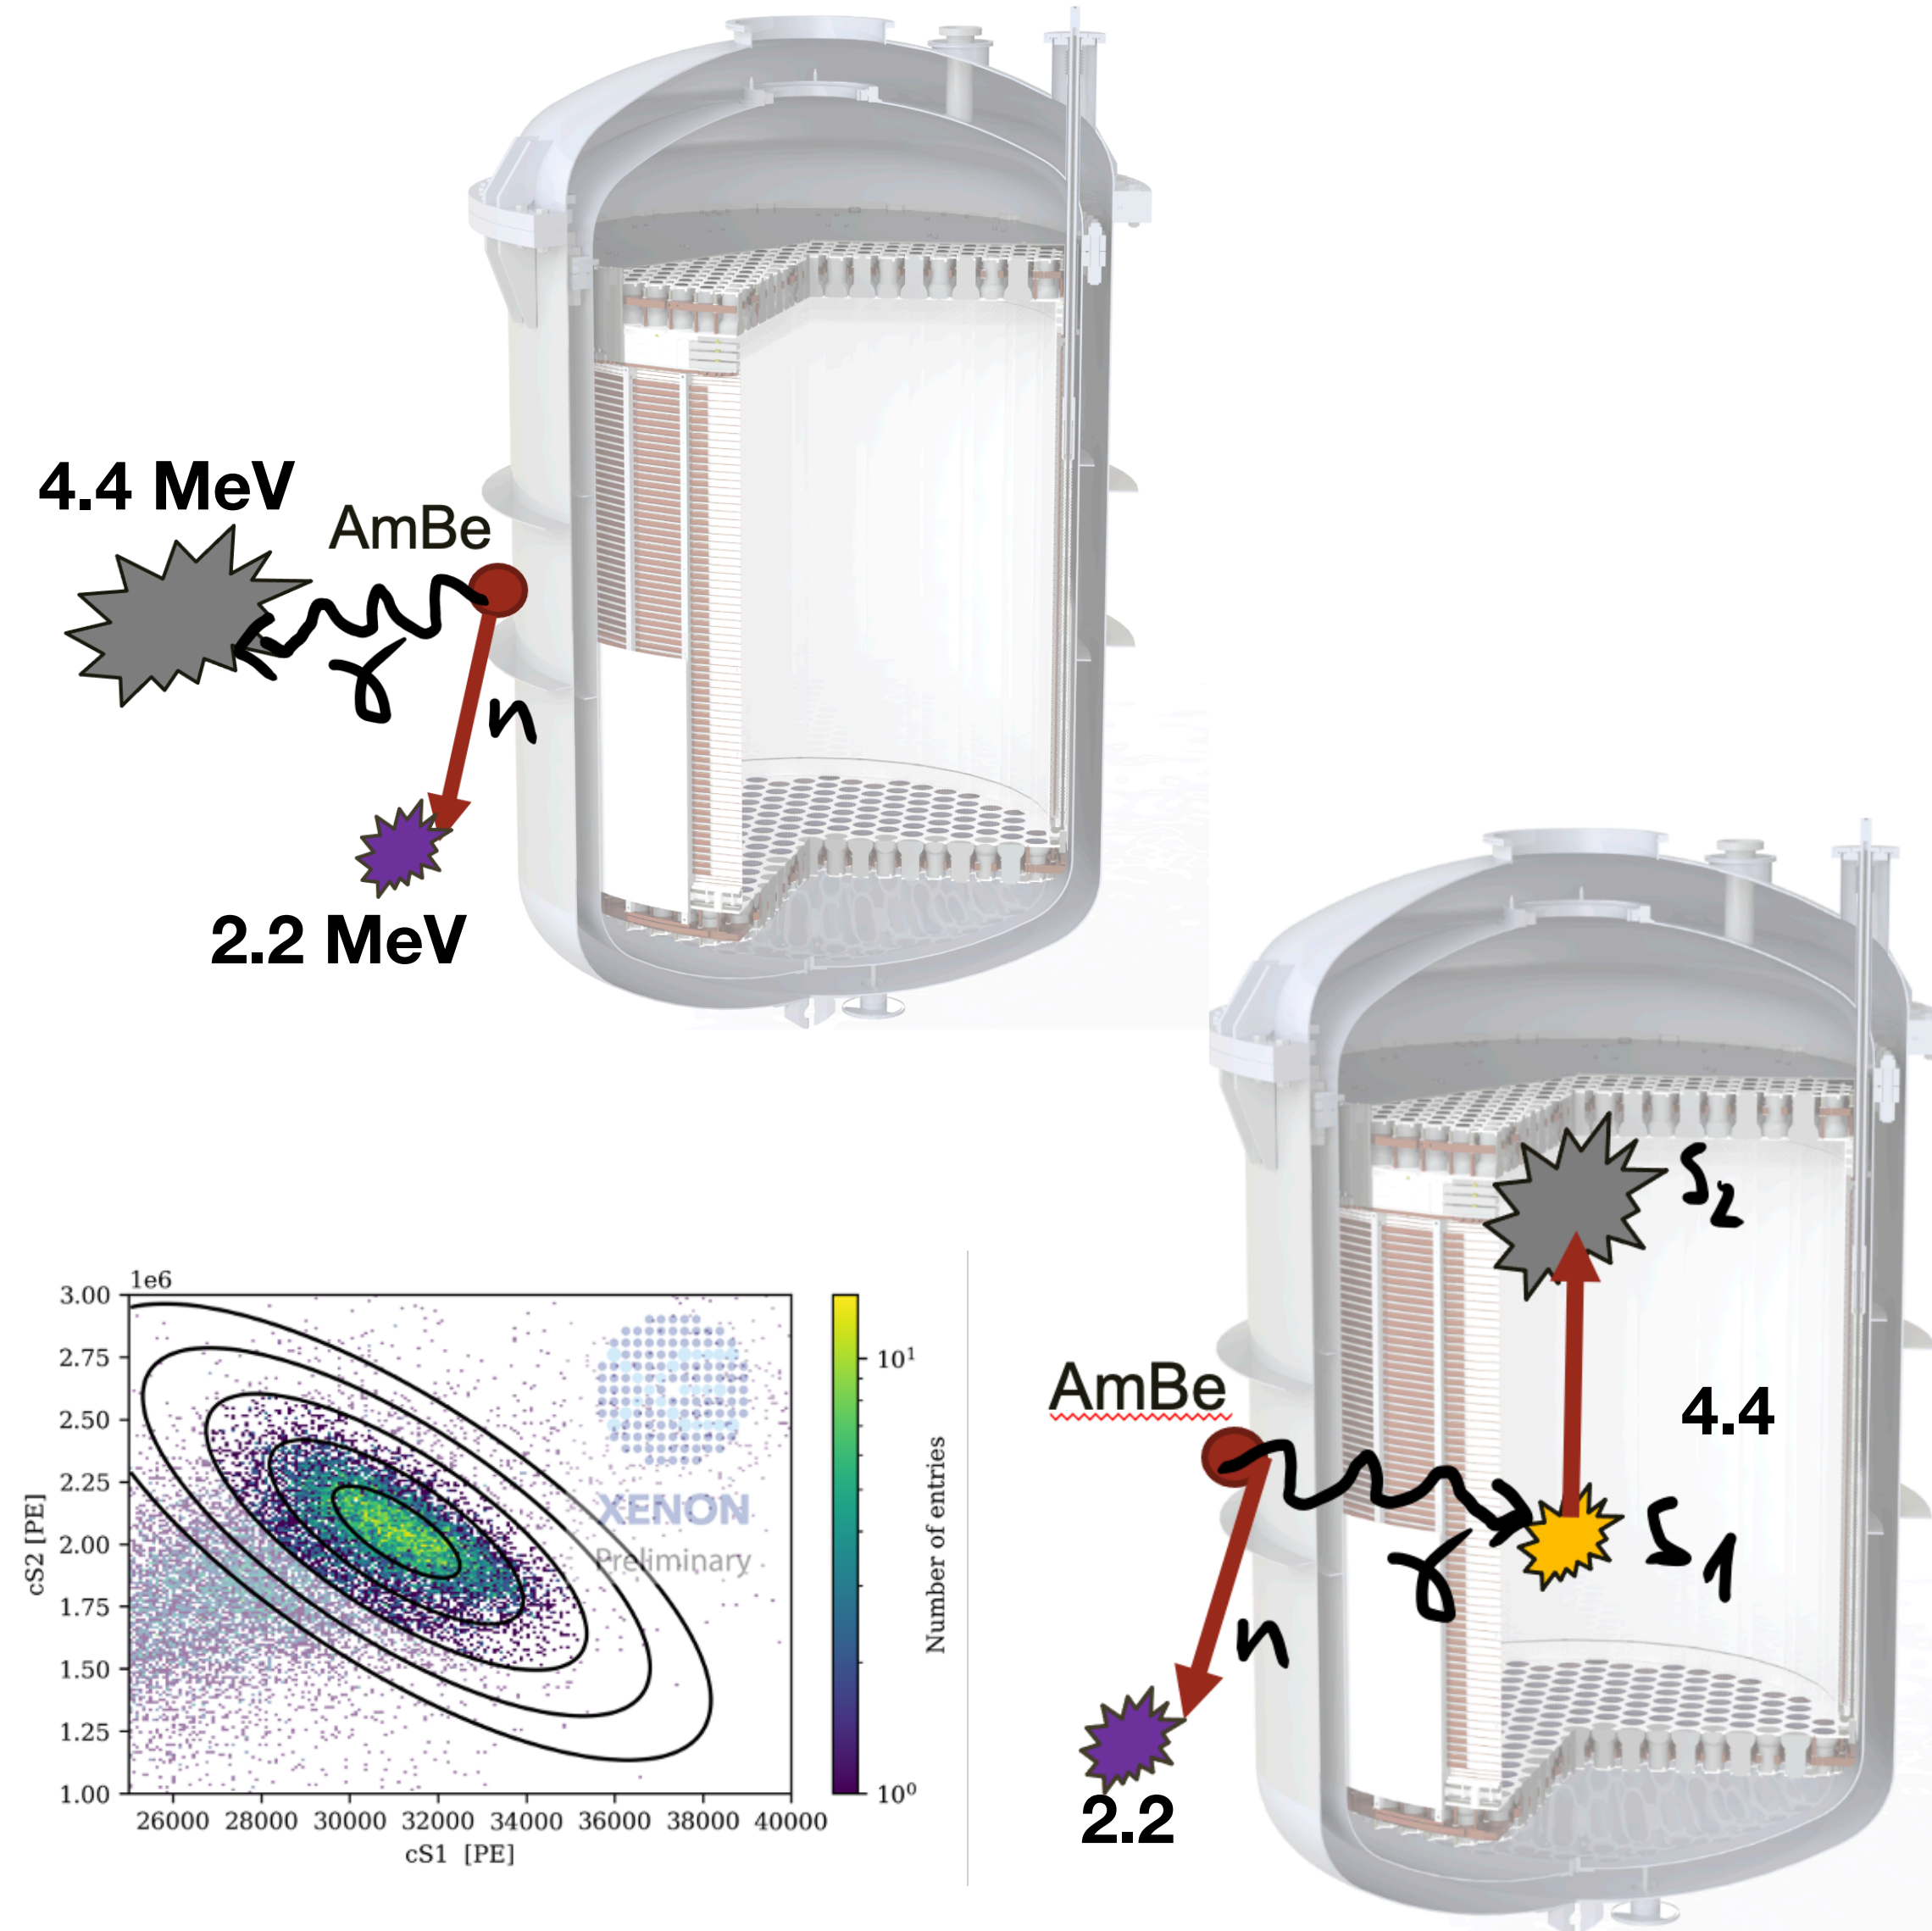 4.4 MeV
AmBe
γ
n
2.2 MeV
1e6
3.00
2.75
2.50
2.25
2.00
1.75
1.50
1.25
1.00
cS2 [PE]
26000 28000 30000 32000 34000 36000 38000 40000
cS1 [PE]
XENON
Preliminary
10¹
10⁰
Number of entries
S₂
AmBe
4.4
S1
γ
n
2.2